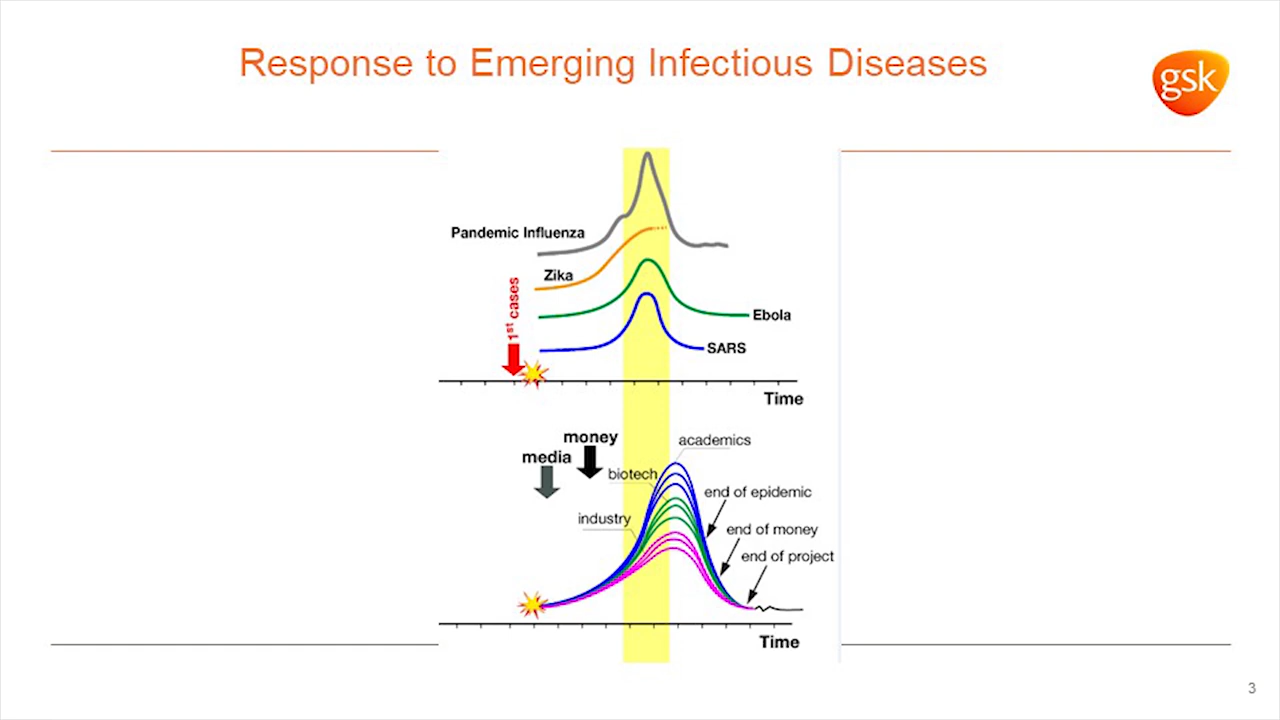 Response to Emerging Infectious Diseases
gsk
Pandemic Influenza
Zika
1st cases
Ebola
SARS
Time
money
media
academics
biotech
end of epidemic
industry
end of money
end of project
Time
3